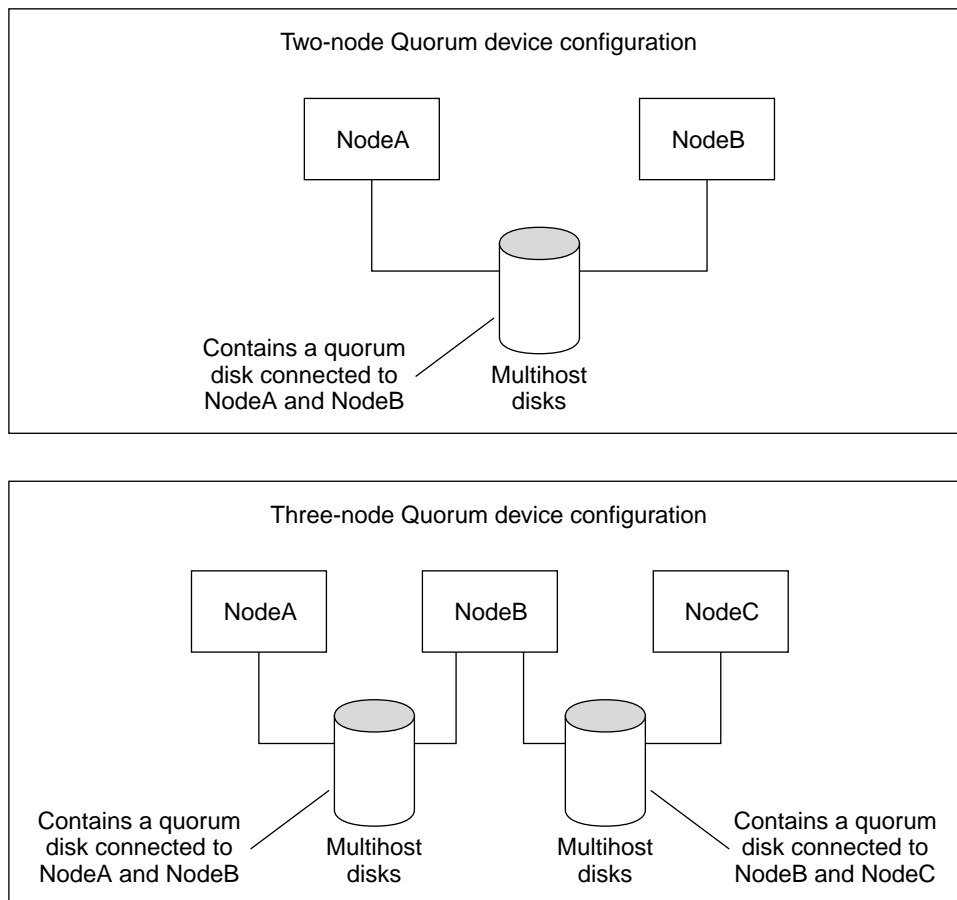 Two-node Quorum device configuration
NodeA
NodeB
Contains a quorum
disk connected to
NodeA and NodeB
Multihost
disks
Three-node Quorum device configuration
NodeA
NodeB
NodeC
Contains a quorum
disk connected to
NodeA and NodeB
Multihost
disks
Multihost
disks
Contains a quorum
disk connected to
NodeB and NodeC